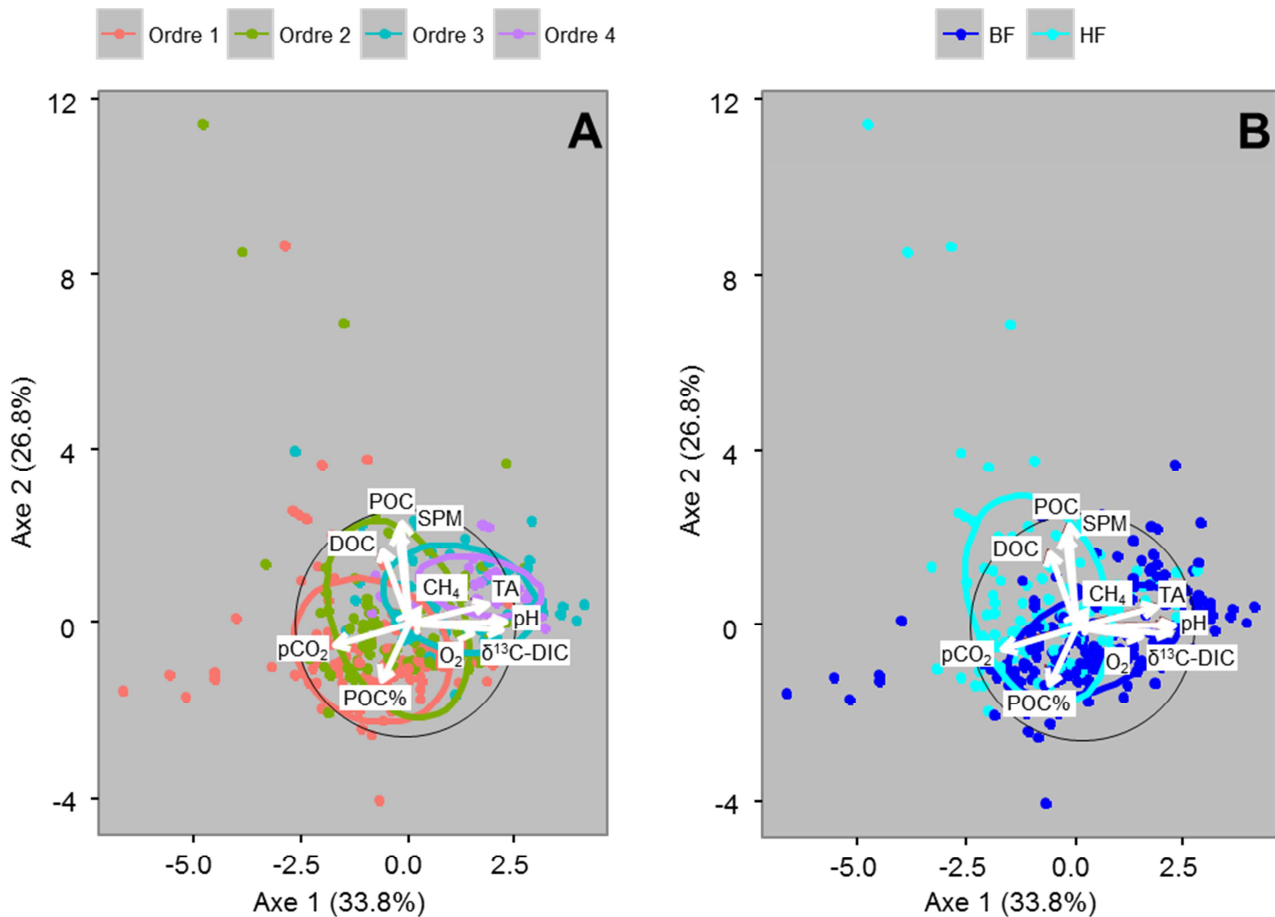 Ordre 1 Ordre 2 Ordre 3 Ordre 4
BF HF
A
12
8
4
0
-4
Axe 2 (26.8%)
POC
SPM
DOC
CH₄
TA
pH
pCO₂
O₂
δ¹³C-DIC
POC%
-5.0 -2.5 0.0 2.5
Axe 1 (33.8%)
B
12
8
4
0
-4
Axe 2 (26.8%)
POC
SPM
DOC
CH₄
TA
pH
pCO₂
O₂
δ¹³C-DIC
POC%
-5.0 -2.5 0.0 2.5
Axe 1 (33.8%)